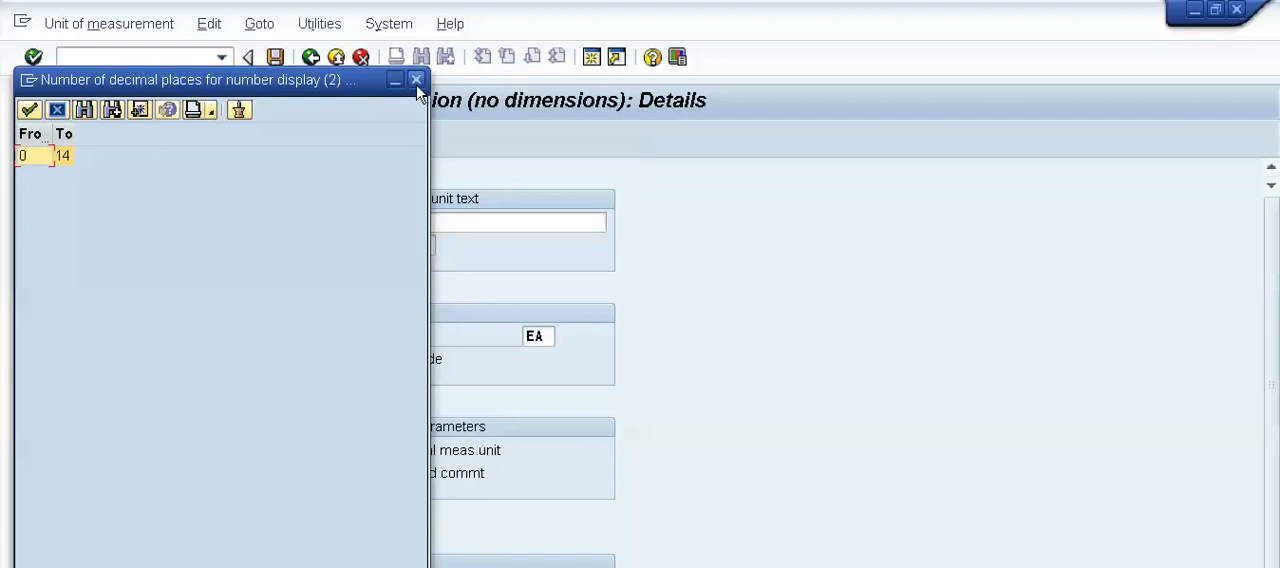 Unit of measurement Edit Goto Utilities System Help
Number of decimal places for number display (2) ...
ion (no dimensions): Details
Fro... To
0 14
unit text
EA
de
rameters
l meas.unit
d commt